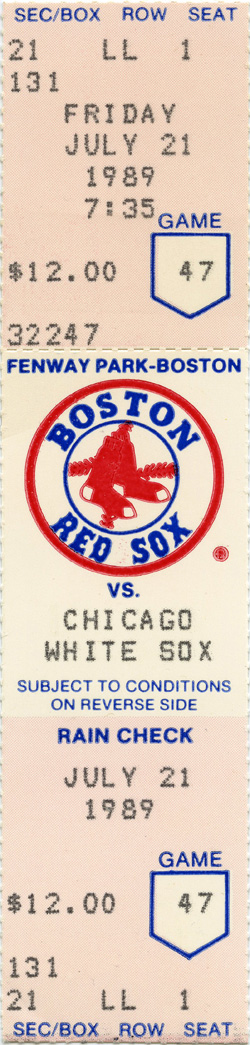 SEC/BOX ROW SEAT
21 LL 1
131
FRIDAY
JULY 21
1989
7:35
GAME
$12.00 47
32247
FENWAY PARK-BOSTON
BOSTON
RED SOX
®
VS.
CHICAGO
WHITE SOX
SUBJECT TO CONDITIONS
ON REVERSE SIDE
RAIN CHECK
JULY 21
1989
GAME
$12.00 47
131
21 LL 1
SEC/BOX ROW SEAT